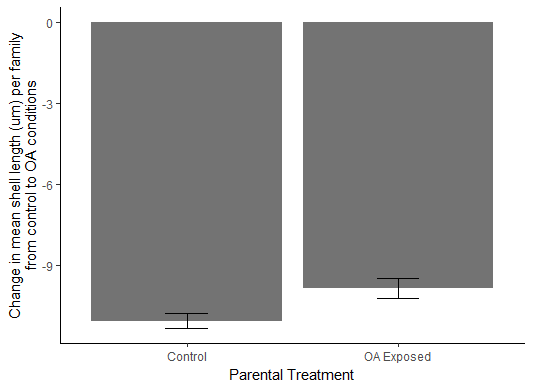 Change in mean shell length (um) per family
from control to OA conditions
0
-3
-6
-9
Control
OA Exposed
Parental Treatment